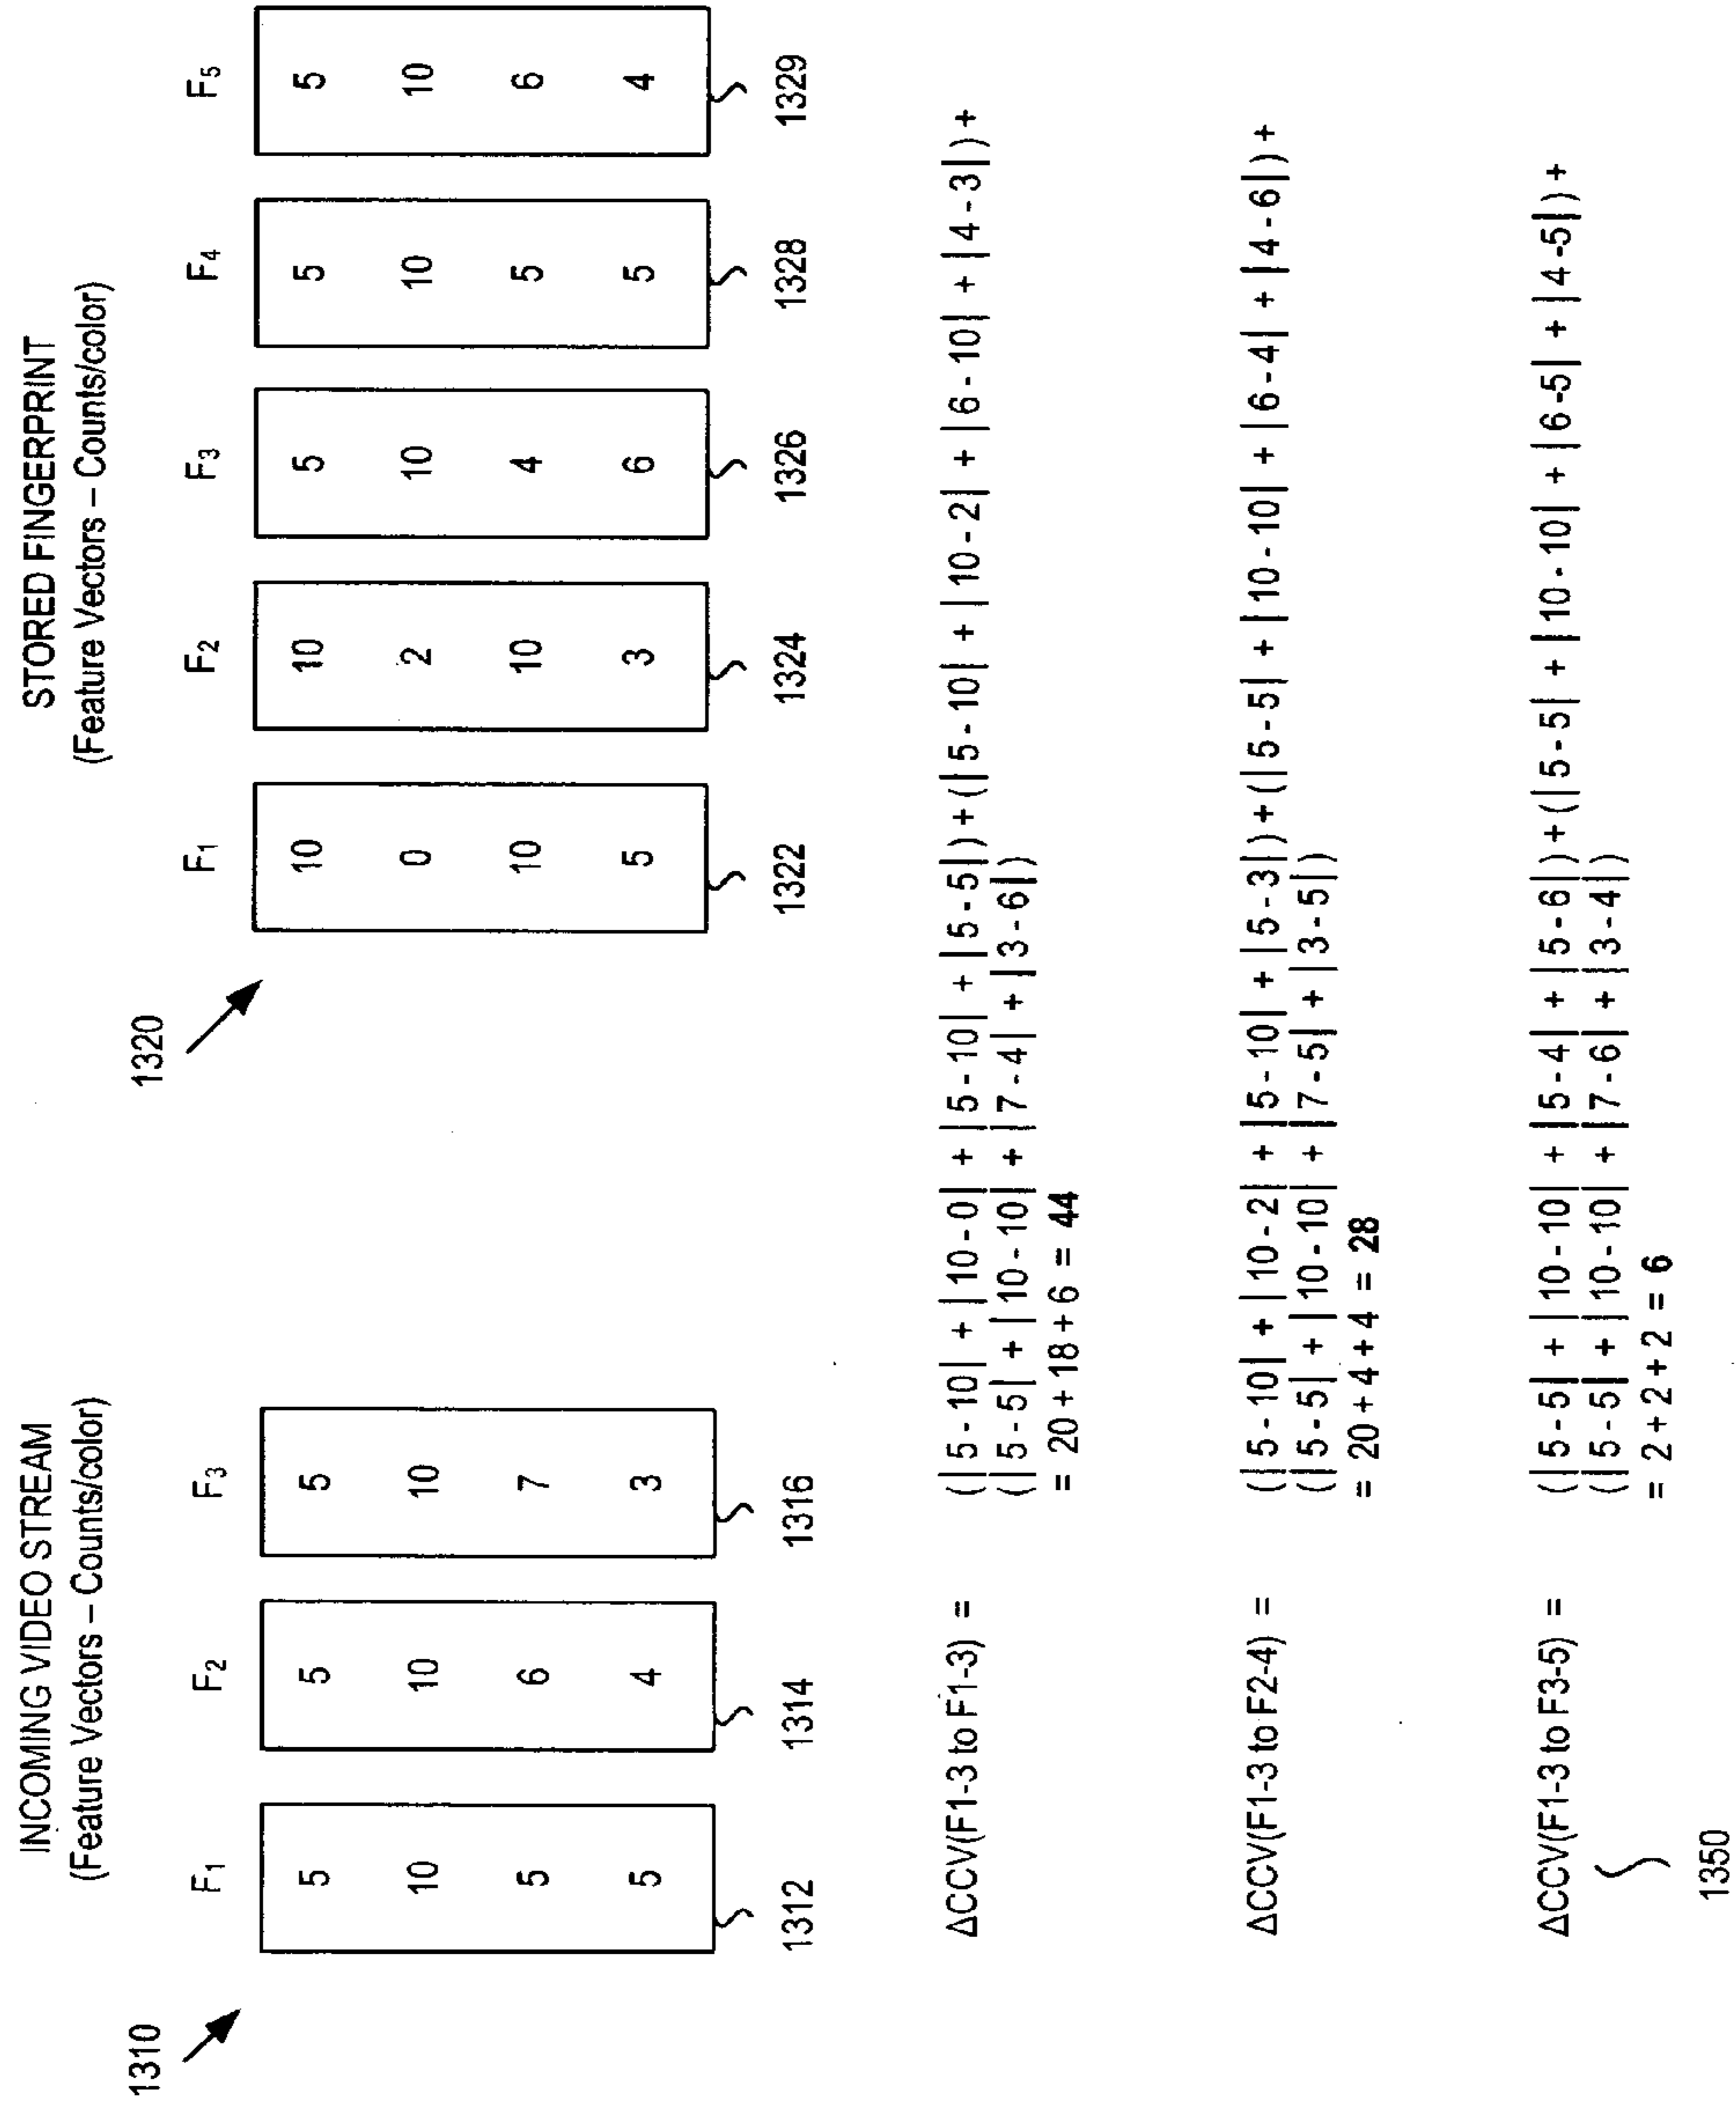 INCOMING VIDEO STREAM
(Feature Vectors – Counts/color)
1310
F1 F2 F3
5 5 5
10 10 10
5 6 7
5 4 3
1312 1314 1316
STORED FINGERPRINT
(Feature Vectors – Counts/color)
1320
F1 F2 F3 F4 F5
10 10 5 5 5
0 2 10 10 10
10 10 4 5 6
5 3 6 5 4
1322 1324 1326 1328 1329
ΔCCV(F1-3 to F1-3) = (|5-10| + |10-0| + |5-10| + |5-5|)+(|5-10| + |10-2| + |6-10| + |4-3|)+
(|5-5| + |10-10| + |7-4| + |3-6|)
= 20 + 18 + 6 = 44
ΔCCV(F1-3 to F2-4) = (|5-10| + |10-2| + |5-10| + |5-3|)+(|5-5| + |10-10| + |6-4| + |4-6|)+
(|5-5| + |10-10| + |7-5| + |3-5|)
= 20 + 4 + 4 = 28
ΔCCV(F1-3 to F3-5) = (|5-5| + |10-10| + |5-4| + |5-6|)+(|5-5| + |10-10| + |6-5| + |4-5|)+
(|5-5| + |10-10| + |7-6| + |3-4|)
= 2 + 2 + 2 = 6
1350